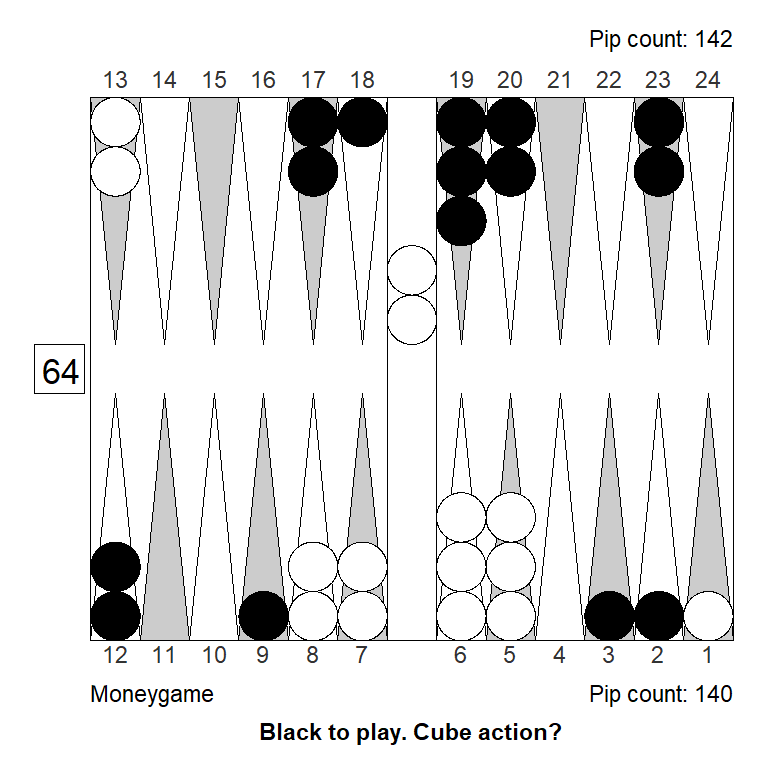 Pip count: 142
13 14 15 16 17 18 19 20 21 22 23 24
64
12 11 10 9 8 7 6 5 4 3 2 1
Moneygame Pip count: 140
Black to play. Cube action?